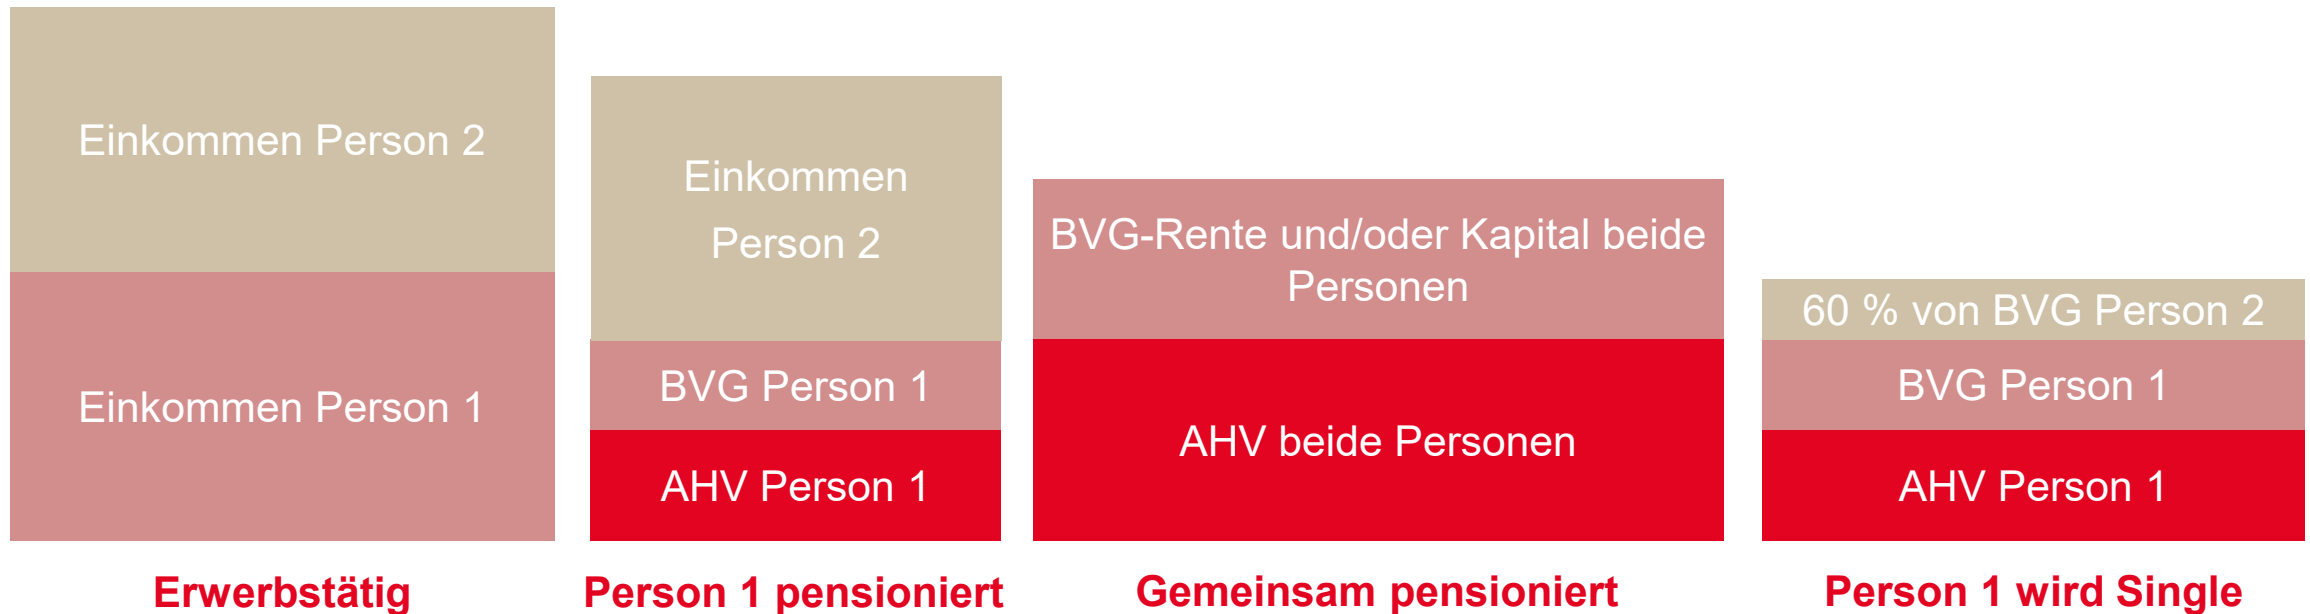 Einkommen Person 2
Einkommen Person 1
Erwerbstätig
Einkommen
Person 2
BVG Person 1
AHV Person 1
Person 1 pensioniert
BVG-Rente und/oder Kapital beide
Personen
AHV beide Personen
Gemeinsam pensioniert
60 % von BVG Person 2
BVG Person 1
AHV Person 1
Person 1 wird Single